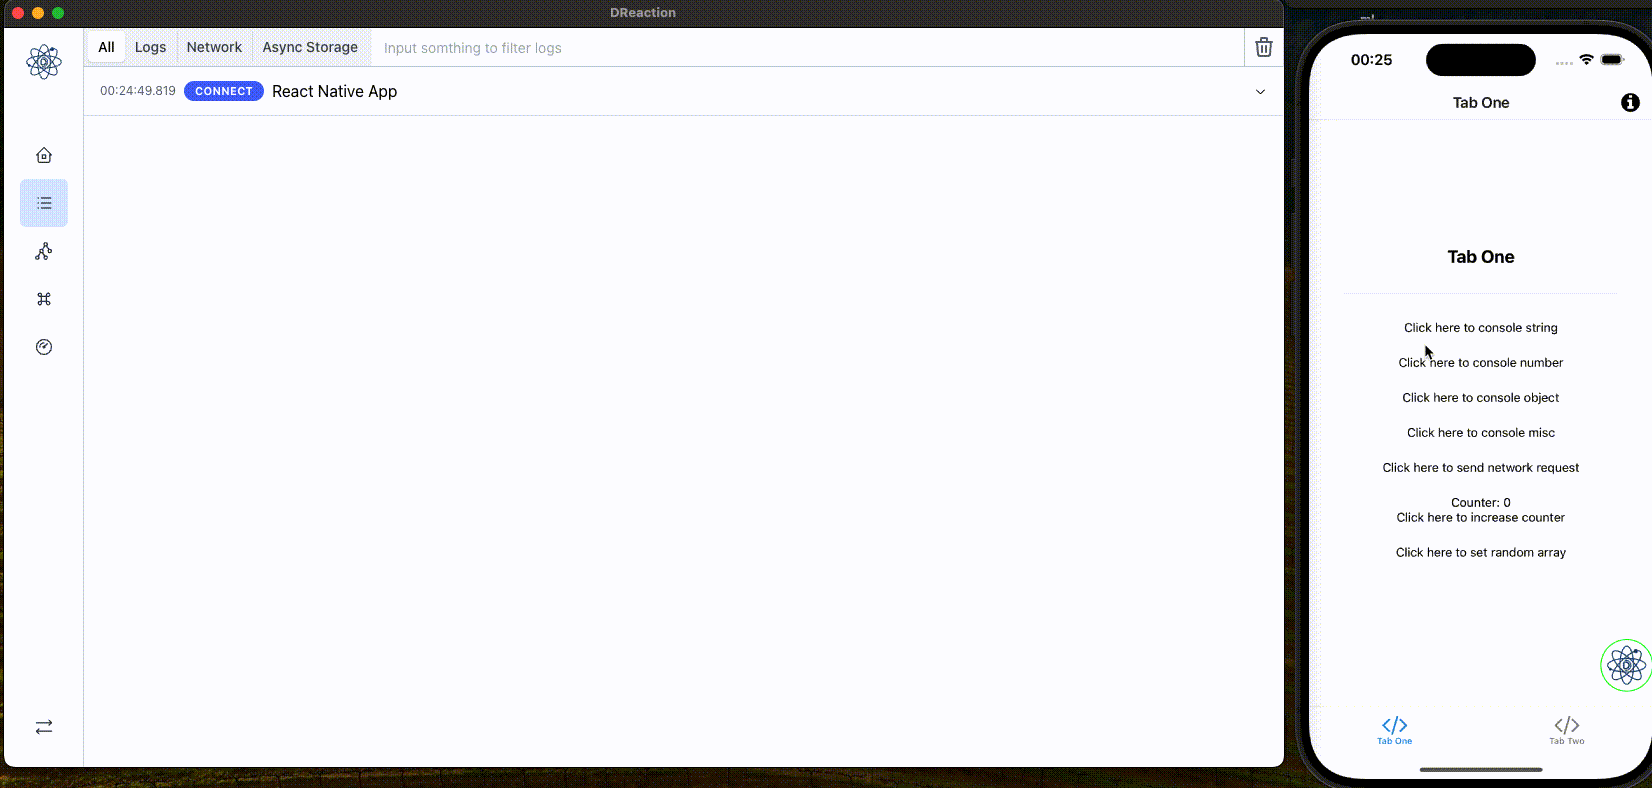 DReaction
All Logs Network Async Storage Input somthing to filter logs
00:24:49.819 CONNECT React Native App
00:25
Tab One
Tab One
Click here to console string
Click here to console number
Click here to console object
Click here to console misc
Click here to send network request
Counter: 0
Click here to increase counter
Click here to set random array
Tab One
Tab Two